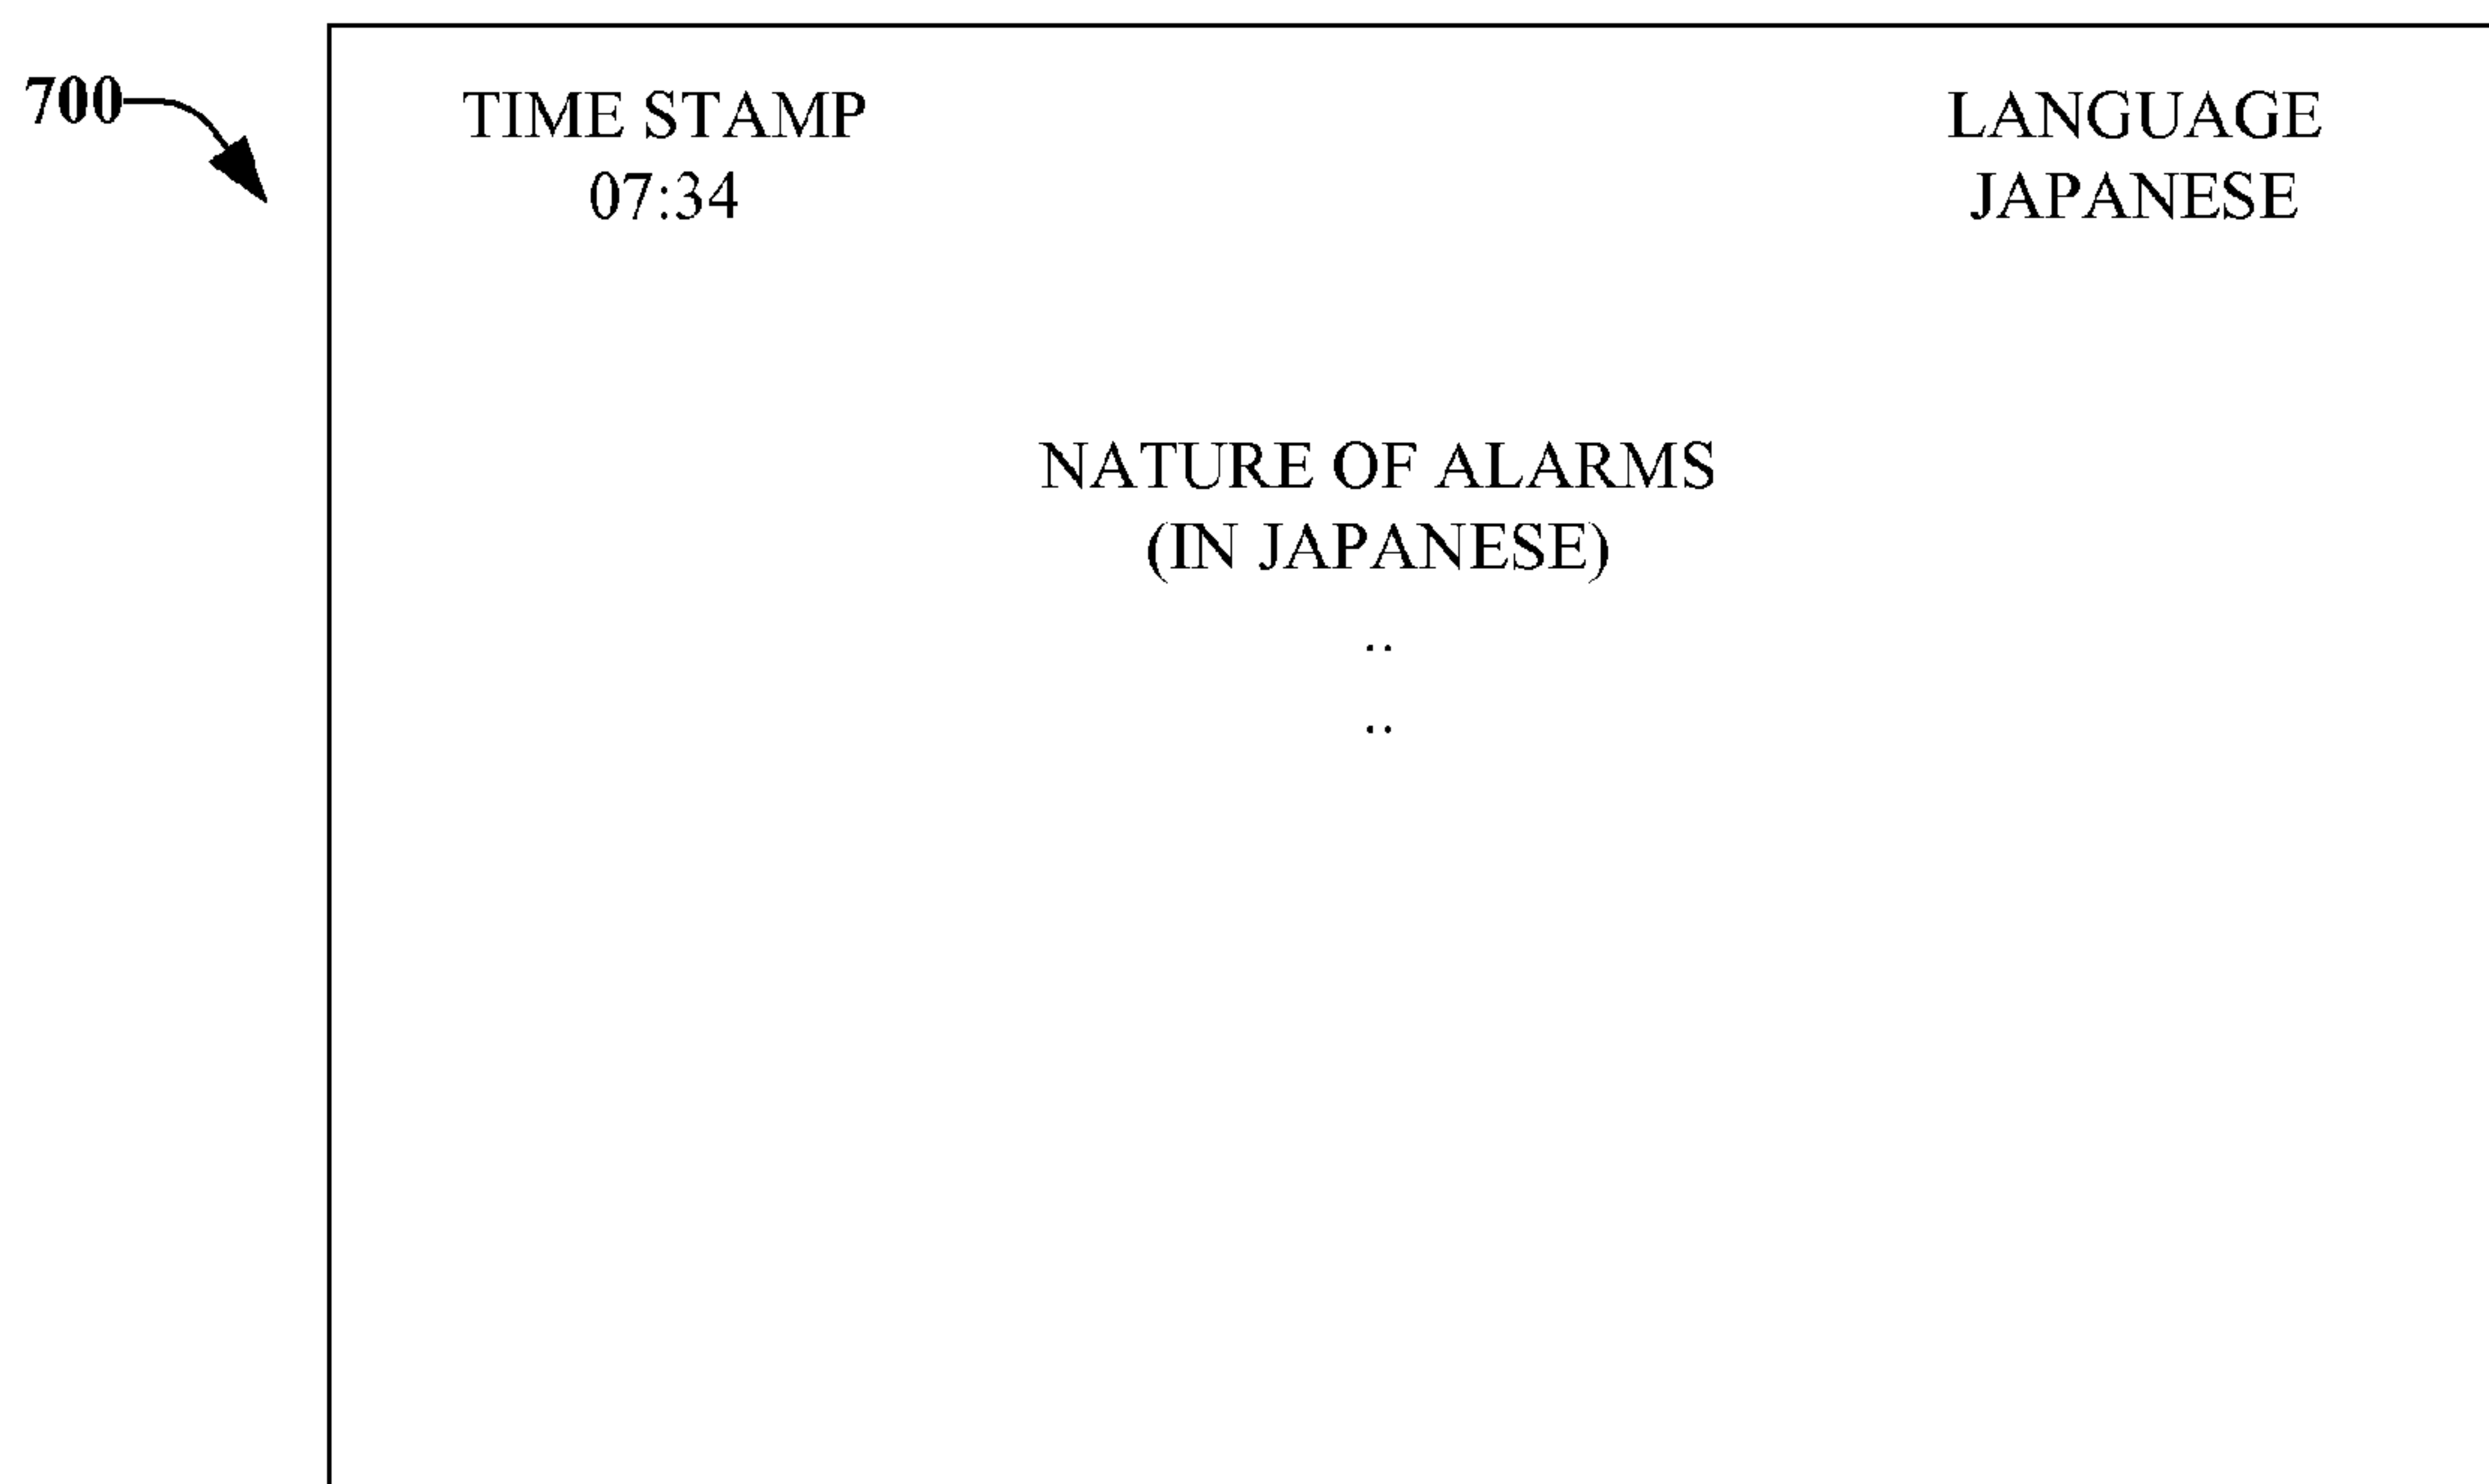 700
TIME STAMP
07:34
LANGUAGE
JAPANESE
NATURE OF ALARMS
(IN JAPANESE)
..
..